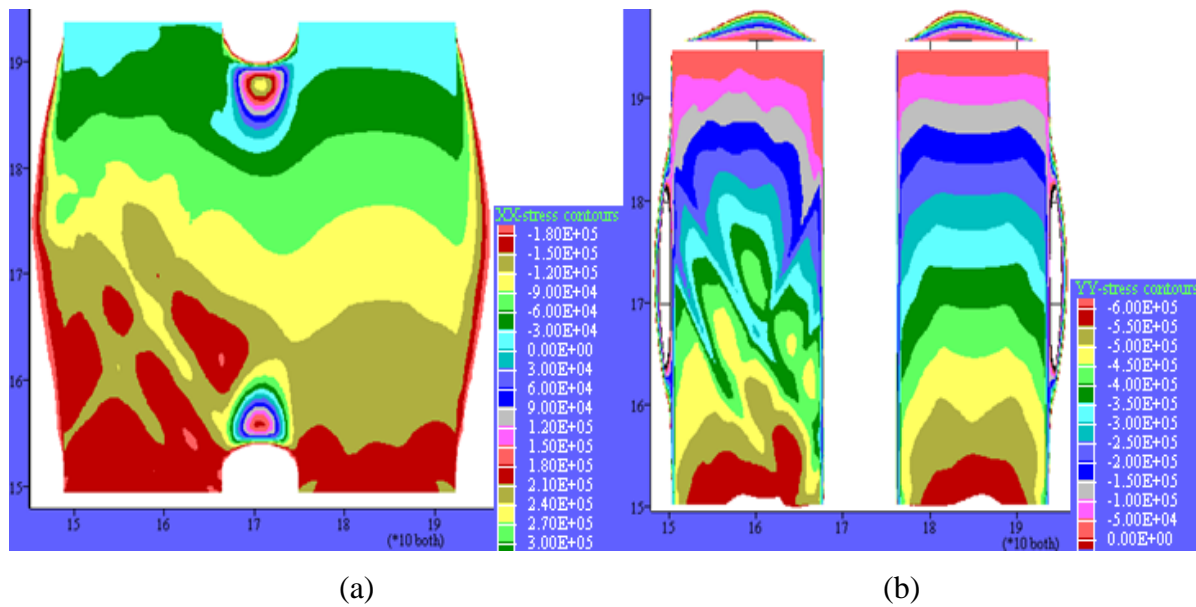 19
18
17
16
15
15
16
17
18
19
(*10 both)
XX-stress contours
-1.80E+05
-1.50E+05
-1.20E+05
-9.00E+04
-6.00E+04
-3.00E+04
0.00E+00
3.00E+04
6.00E+04
9.00E+04
1.20E+05
1.50E+05
1.80E+05
2.10E+05
2.40E+05
2.70E+05
3.00E+05
19
18
17
16
15
15
16
17
18
19
(*10 both)
YY-stress contours
-6.00E+05
-5.50E+05
-5.00E+05
-4.50E+05
-4.00E+05
-3.50E+05
-3.00E+05
-2.50E+05
-2.00E+05
-1.50E+05
-1.00E+05
-5.00E+04
0.00E+00
(a)
(b)